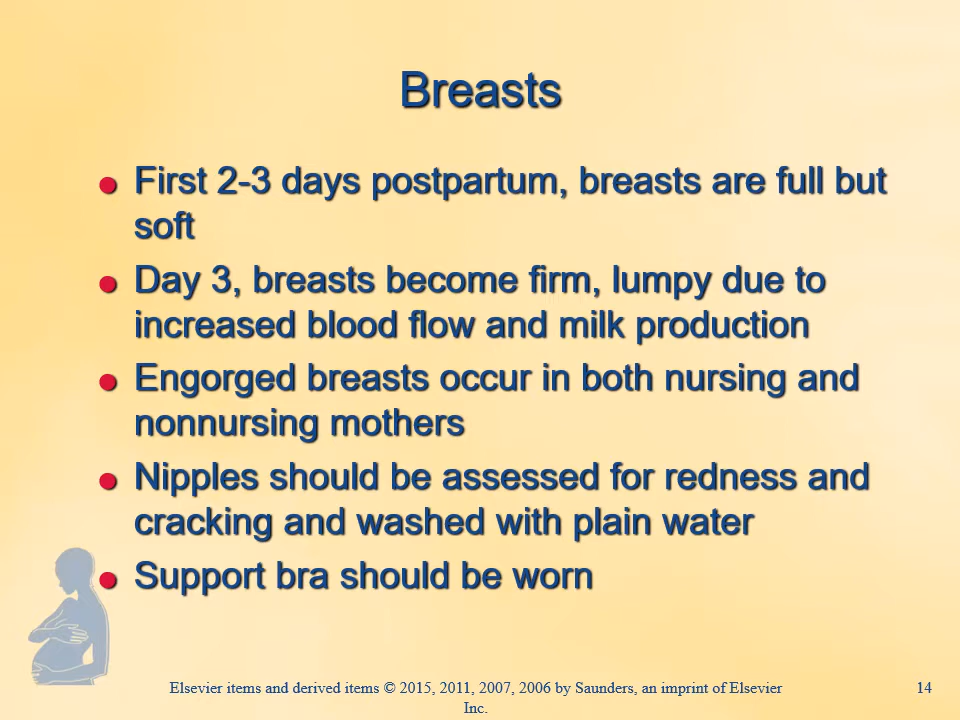 Breasts
First 2-3 days postpartum, breasts are full but
soft
Day 3, breasts become firm, lumpy due to
increased blood flow and milk production
Engorged breasts occur in both nursing and
nonnursing mothers
Nipples should be assessed for redness and
cracking and washed with plain water
Support bra should be worn
Elsevier items and derived items © 2015, 2011, 2007, 2006 by Saunders, an imprint of Elsevier
Inc.
14